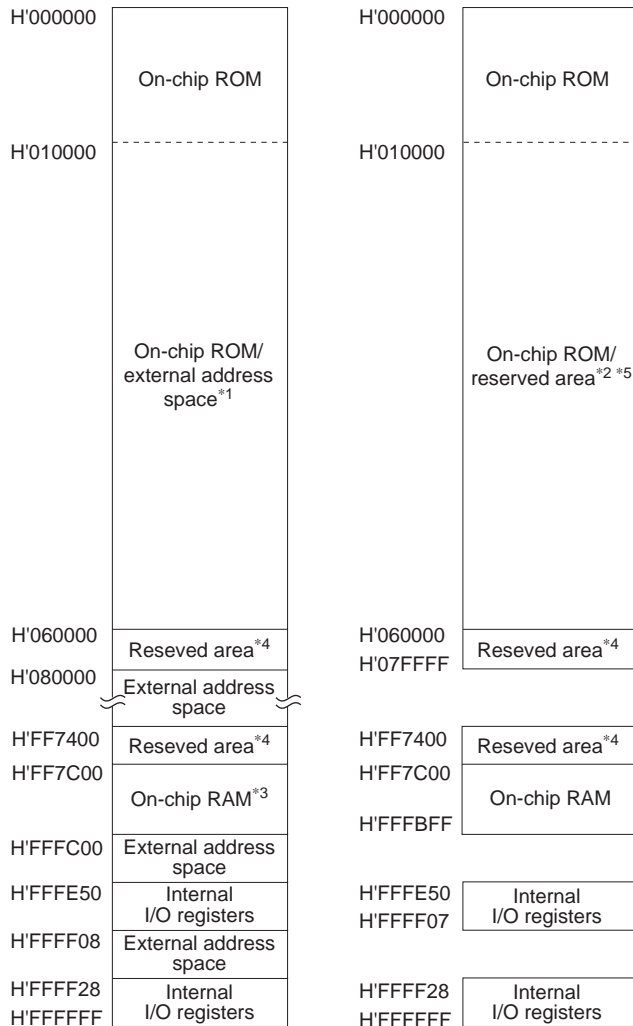 H'000000
On-chip ROM
H'010000
On-chip ROM/
external address
space*1
H'060000
Reseved area*4
H'080000
External address
space
H'FF7400
Reseved area*4
H'FF7C00
On-chip RAM*3
H'FFFC00
External address
space
H'FFFE50
Internal
I/O registers
H'FFFF08
External address
space
H'FFFF28
Internal
I/O registers
H'FFFFFF
H'000000
On-chip ROM
H'010000
On-chip ROM/
reserved area*2 *5
H'060000
Reseved area*4
H'07FFFF
H'FF7400
Reseved area*4
H'FF7C00
On-chip RAM
H'FFFBFF
H'FFFE50
Internal
I/O registers
H'FFFF07
H'FFFF28
Internal
I/O registers
H'FFFFFF